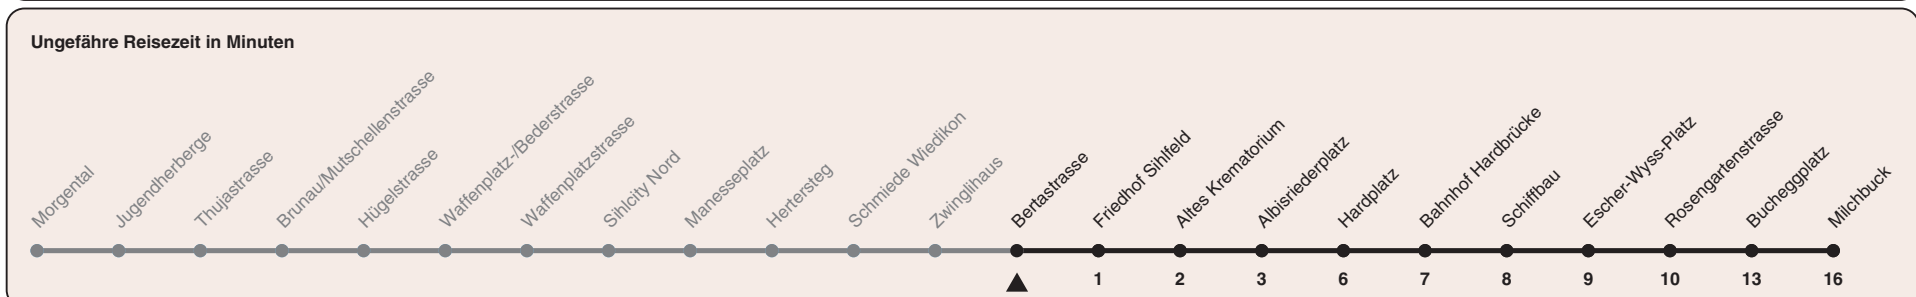 Ungefähre Reisezeit in Minuten
Morgental
Jugendherberge
Thujastrasse
Brunau/Mutschellenstrasse
Hügelstrasse
Waffenplatz-/Bederstrasse
Waffenplatzstrasse
Sihlcity Nord
Manesseplatz
Hertersteg
Schmiede Wiedikon
Zwinglihaus
Bertastrasse
Friedhof Sihlfeld
Altes Krematorium
Albisriederplatz
Hardplatz
Bahnhof Hardbrücke
Schiffbau
Escher-Wyss-Platz
Rosengartenstrasse
Bucheggplatz
Milchbuck
1 2 3 6 7 8 9 10 13 16